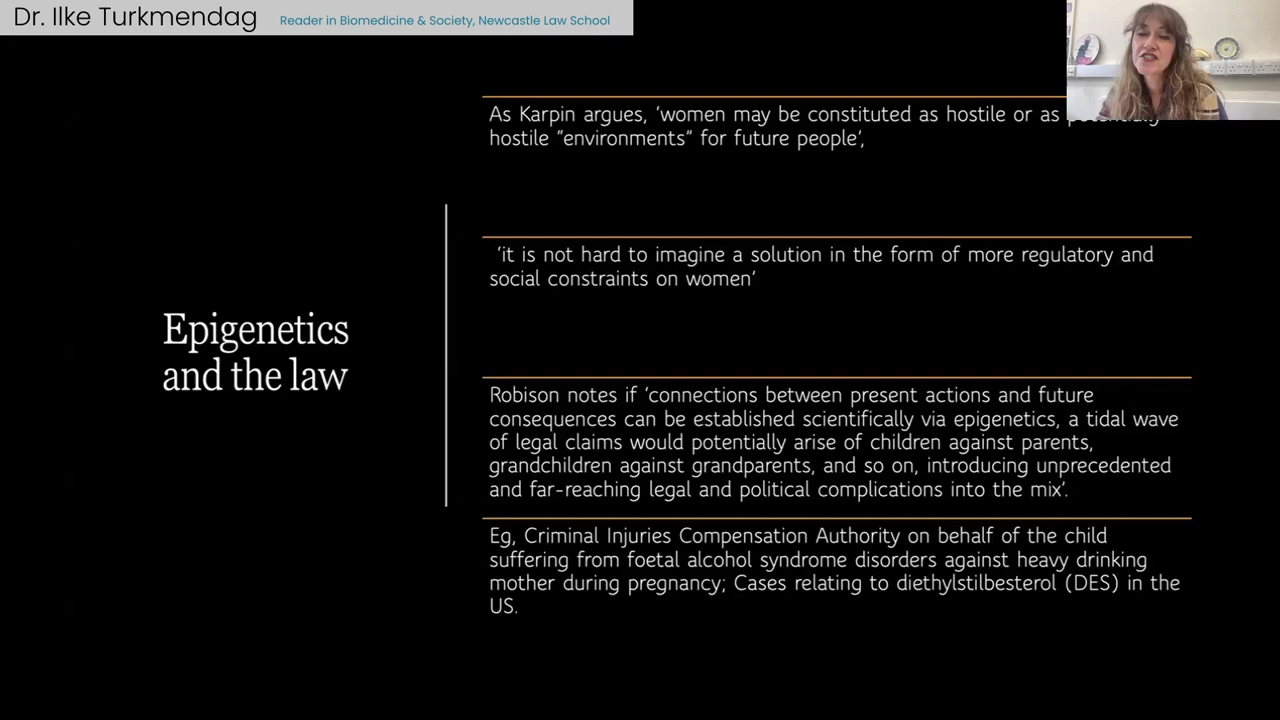 Dr. Ilke Turkmendag
Reader in Biomedicine & Society, Newcastle Law School
Epigenetics
and the law
As Karpin argues, ‘women may be constituted as hostile or as
hostile “environments” for future people’,
‘it is not hard to imagine a solution in the form of more regulatory and
social constraints on women’
Robison notes if ‘connections between present actions and future
consequences can be established scientifically via epigenetics, a tidal wave
of legal claims would potentially arise of children against parents,
grandchildren against grandparents, and so on, introducing unprecedented
and far-reaching legal and political complications into the mix’.
Eg, Criminal Injuries Compensation Authority on behalf of the child
suffering from foetal alcohol syndrome disorders against heavy drinking
mother during pregnancy; Cases relating to diethylstilbesterol (DES) in the
US.